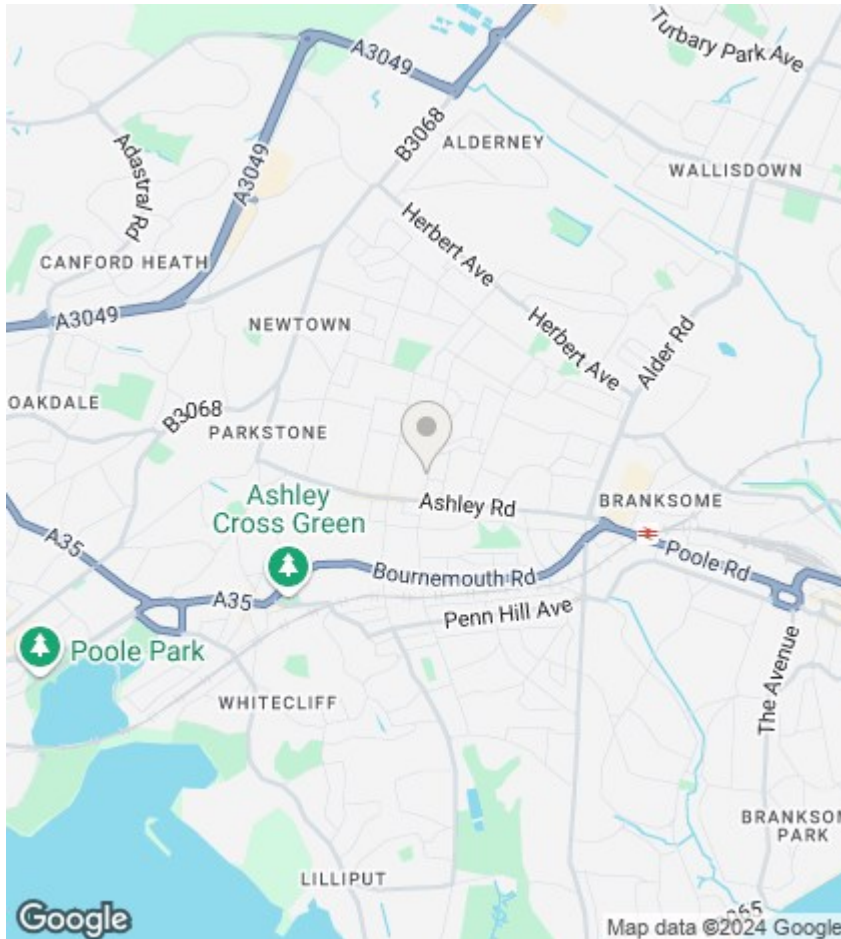 Turbary Park Ave
A3049
B3068
ALDERNEY
WALLISDOWN
Adastral Rd
A3049
Herbert Ave
CANFORD HEATH
A3049
NEWTOWN
Herbert Ave
Alder Rd
OAKDALE
B3068
PARKSTONE
Ashley
Cross Green
Ashley Rd
BRANKSOME
A35
Bournemouth Rd
Poole Rd
A35
Penn Hill Ave
Poole Park
The Avenue
WHITECLIFF
BRANKSOM
PARK
LILLIPUT
Google
Map data ©2024 Google